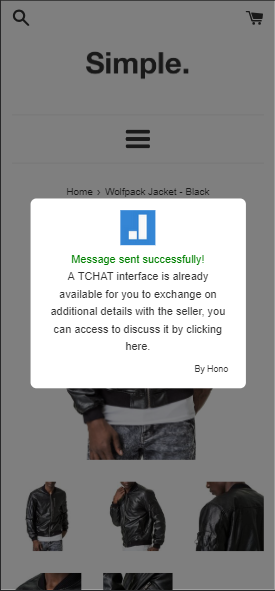 Simple.
Home › Wolfpack Jacket - Black
Message sent successfully!
A TCHAT interface is already
available for you to exchange on
additional details with the seller, you
can access to discuss it by clicking
here.
By Hono